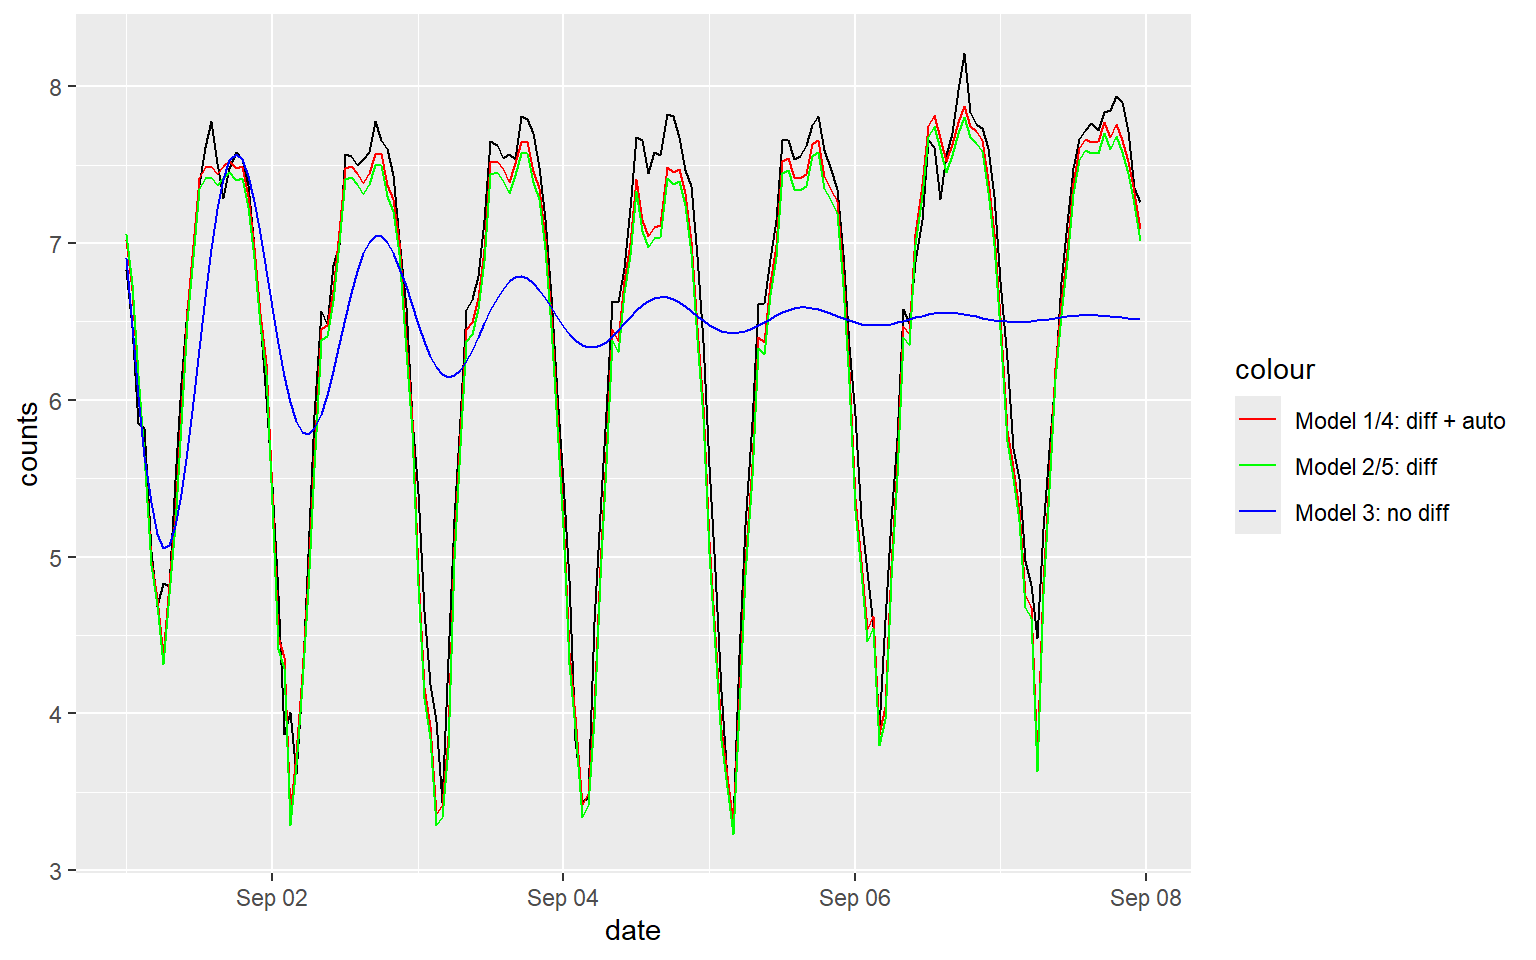 8
7
6
5
4
3
counts
Sep 02
Sep 04
Sep 06
Sep 08
date
colour
Model 1/4: diff + auto
Model 2/5: diff
Model 3: no diff